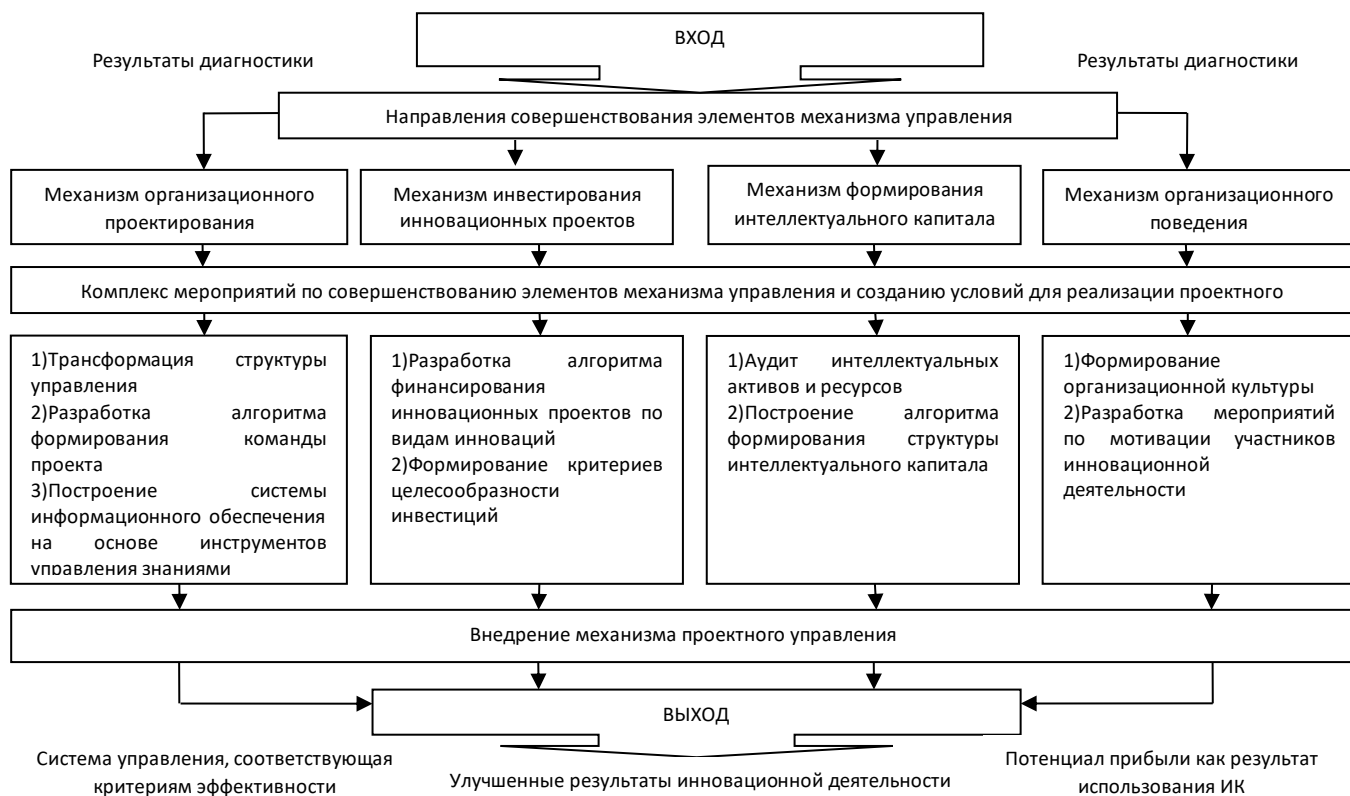 ВХОД
Результаты диагностики
Результаты диагностики
Направления совершенствования элементов механизма управления
Механизм организационного
проектирования
Механизм инвестирования
инновационных проектов
Механизм формирования
интеллектуального капитала
Механизм организационного
поведения
Комплекс мероприятий по совершенствованию элементов механизма управления и созданию условий для реализации проектного
1)Трансформация структуры
управления
2)Разработка алгоритма
формирования команды
проекта
3)Построение системы
информационного обеспечения
на основе инструментов
управления знаниями
1)Разработка алгоритма
финансирования
инновационных проектов по
видам инноваций
2)Формирование критериев
целесообразности
инвестиций
1)Аудит интеллектуальных
активов и ресурсов
2)Построение алгоритма
формирования структуры
интеллектуального капитала
1)Формирование
организационной культуры
2)Разработка мероприятий
по мотивации участников
инновационной
деятельности
Внедрение механизма проектного управления
ВЫХОД
Система управления, соответствующая
критериям эффективности
Улучшенные результаты инновационной деятельности
Потенциал прибыли как результат
использования ИК